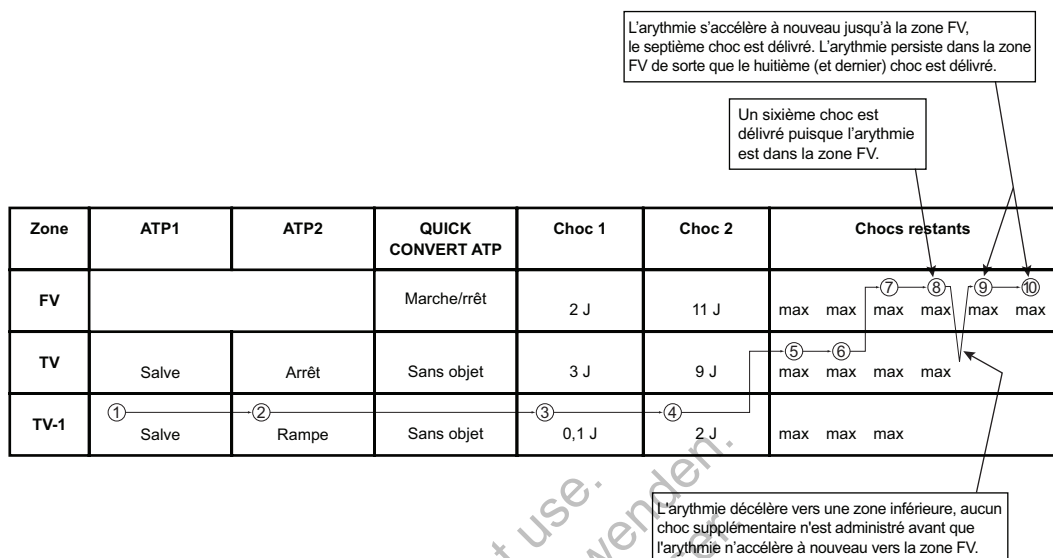 L'arythmie s'accélère à nouveau jusqu'à la zone FV,
le septième choc est délivré. L'arythmie persiste dans la zone
FV de sorte que le huitième (et dernier) choc est délivré.
Un sixième choc est
délivré puisque l'arythmie
est dans la zone FV.
Zone ATP1 ATP2 QUICK CONVERT ATP Choc 1 Choc 2 Chocs restants
⑦ ⑧ ⑨ ⑩
FV Marche/rrêt 2 J 11 J max max max max max max
⑤ ⑥
TV Salve Arrêt Sans objet 3 J 9 J max max max max
① ② ③ ④
TV-1 Salve Rampe Sans objet 0,1 J 2 J max max max
L'arythmie décélère vers une zone inférieure, aucun
choc supplémentaire n'est administré avant que
l'arythmie n'accélère à nouveau vers la zone FV.